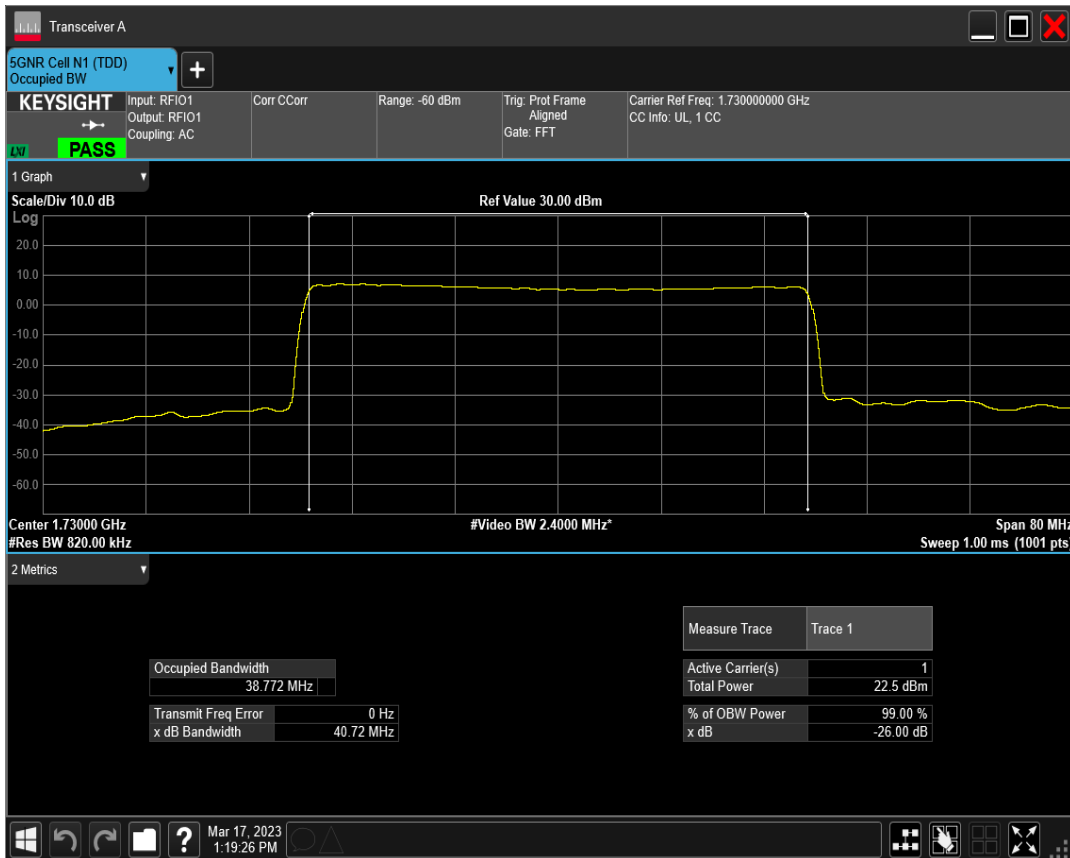 Transceiver A
5GNR Cell N1 (TDD)
Occupied BW
KEYSIGHT
LXI
PASS
Input: RFIO1
Output: RFIO1
Coupling: AC
Corr CCorr
Range: -60 dBm
Trig: Prot Frame
Aligned
Gate: FFT
Carrier Ref Freq: 1.730000000 GHz
CC Info: UL, 1 CC
1 Graph
Scale/Div 10.0 dB
Ref Value 30.00 dBm
Log
20.0
10.0
0.00
-10.0
-20.0
-30.0
-40.0
-50.0
-60.0
Center 1.73000 GHz
#Video BW 2.4000 MHz*
Span 80 MHz
#Res BW 820.00 kHz
Sweep 1.00 ms (1001 pts)
2 Metrics
Measure Trace Trace 1
Occupied Bandwidth
38.772 MHz
Active Carrier(s) 1
Total Power 22.5 dBm
Transmit Freq Error 0 Hz
x dB Bandwidth 40.72 MHz
% of OBW Power 99.00 %
x dB -26.00 dB
?
Mar 17, 2023
1:19:26 PM